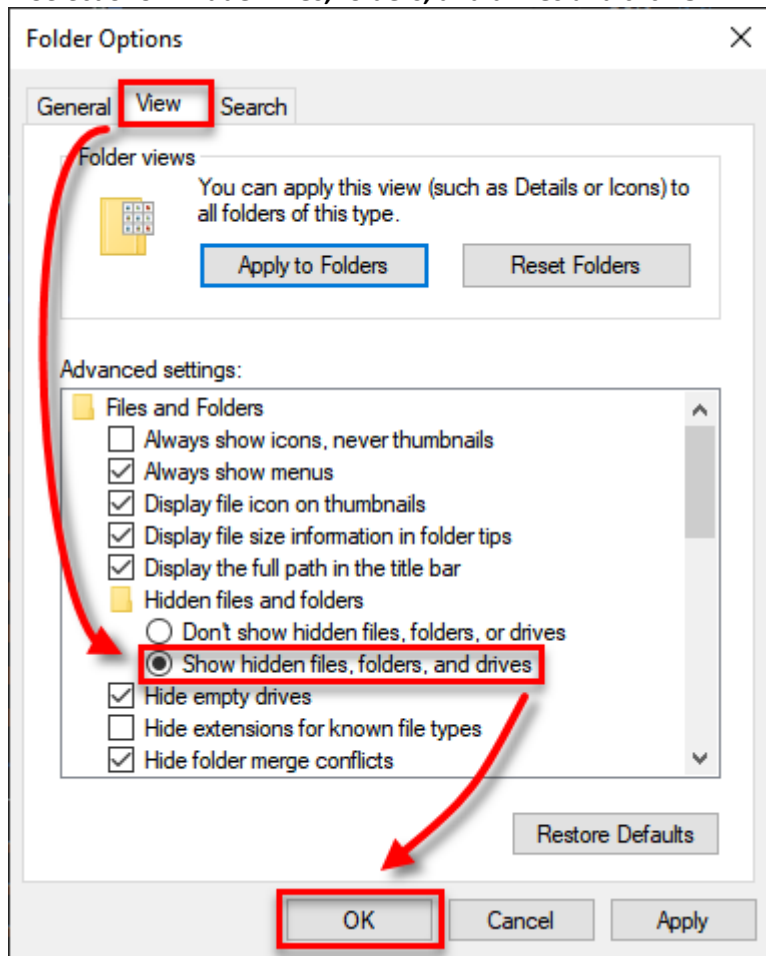 Folder Options
General View Search
Folder views
You can apply this view (such as Details or Icons) to
all folders of this type.
Apply to Folders Reset Folders
Advanced settings:
Files and Folders
Always show icons, never thumbnails
Always show menus
Display file icon on thumbnails
Display file size information in folder tips
Display the full path in the title bar
Hidden files and folders
Don't show hidden files, folders, or drives
Show hidden files, folders, and drives
Hide empty drives
Hide extensions for known file types
Hide folder merge conflicts
Restore Defaults
OK Cancel Apply